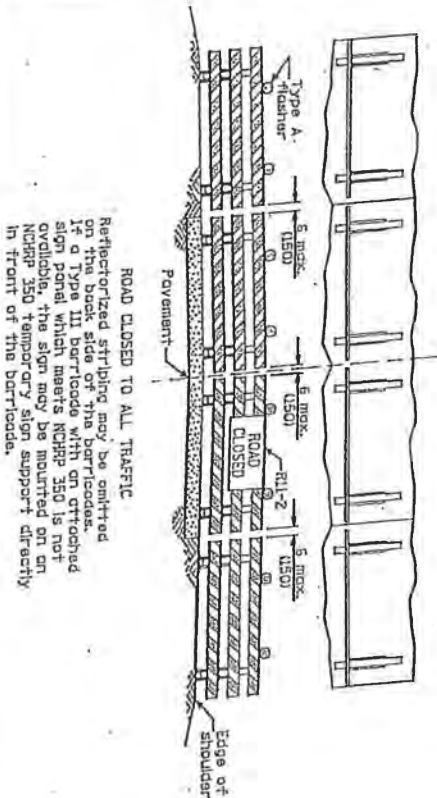 Type A.
flasher
6 max.
(150)
6 max.
(150)
6 max.
(150)
R11-2
ROAD
CLOSED
Pavement
Edge of
shoulder
ROAD CLOSED TO ALL TRAFFIC
Reflectorized striping may be omitted
on the back side of the barricades.
If a Type III barricade with an attached
sign panel which meets NCHRP 350 is not
available, the sign may be mounted on an
NCHRP 350 temporary sign support directly
in front of the barricade.